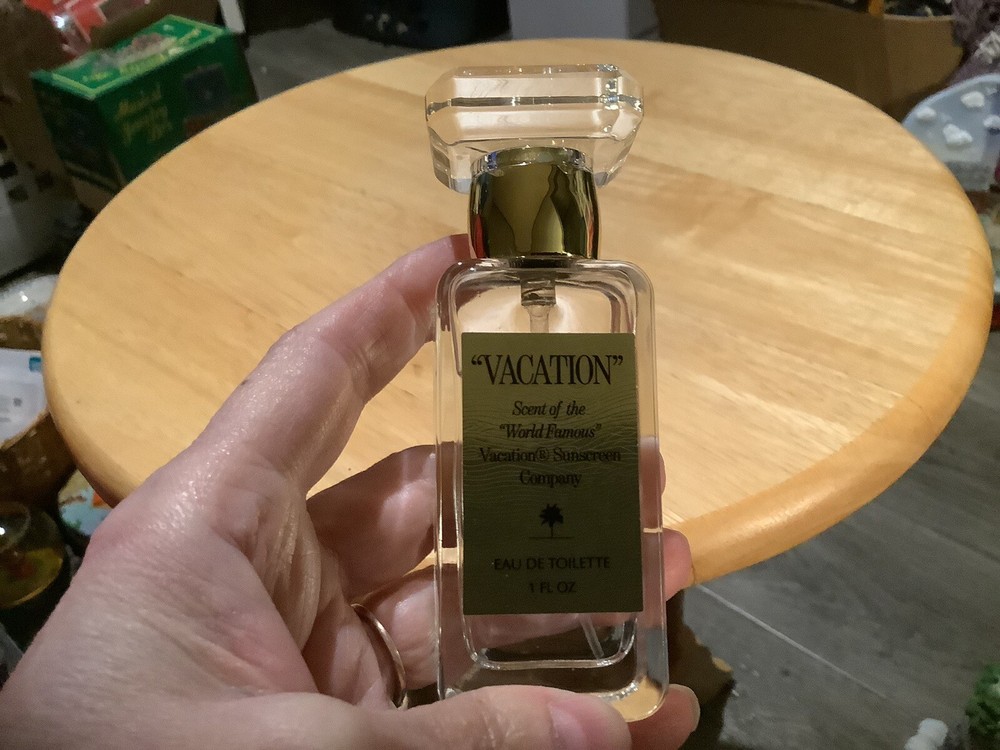 “VACATION”
Scent of the
“World Famous”
Vacation® Sunscreen
Company
EAU DE TOILETTE
1 FL OZ